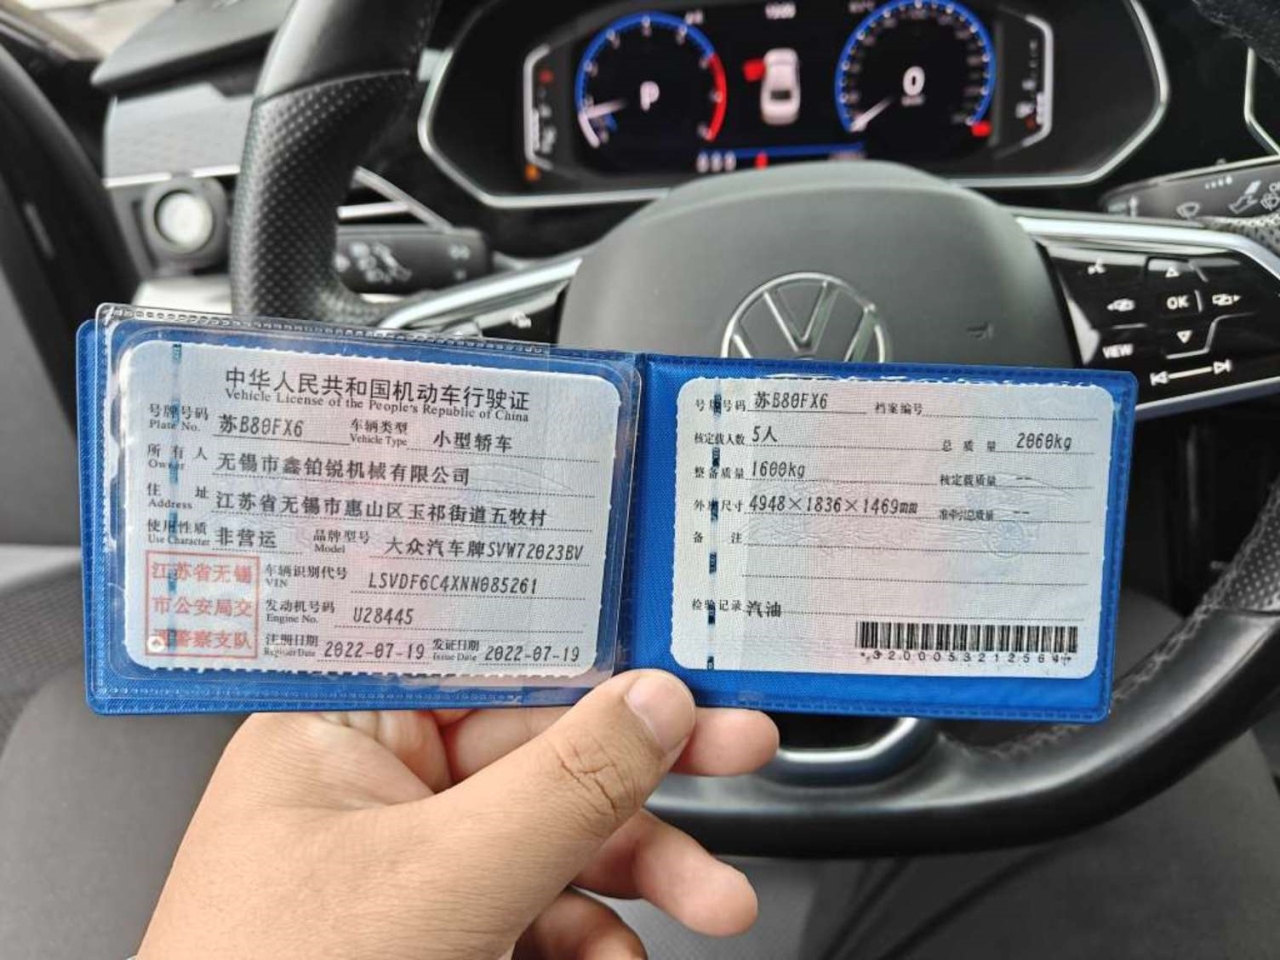 P
0
中华人民共和国机动车行驶证
Vehicle License of the People's Republic of China
号牌号码 苏B80FX6 车辆类型 小型轿车
Plate No. Vehicle Type
所有人 无锡市鑫铂锐机械有限公司
Owner
住址 江苏省无锡市惠山区玉祁街道五牧村
Address
使用性质 非营运 品牌型号 大众汽车牌SVW72023BV
Use Character Model
江苏省无锡
市公安局交
通警察支队
车辆识别代号 LSVDF6C4XNN085261
VIN
发动机号码 U28445
Engine No.
注册日期 2022-07-19 发证日期 2022-07-19
Register Date Issue Date
号牌号码 苏B80FX6 档案编号
核定载人数 5人 总质量 2060kg
整备质量 1600kg 核定载质量 --
外廓尺寸 4948×1836×1469mm 准牵引总质量 --
备注
检验记录 汽油
*3200053212564*
OK
VIEW